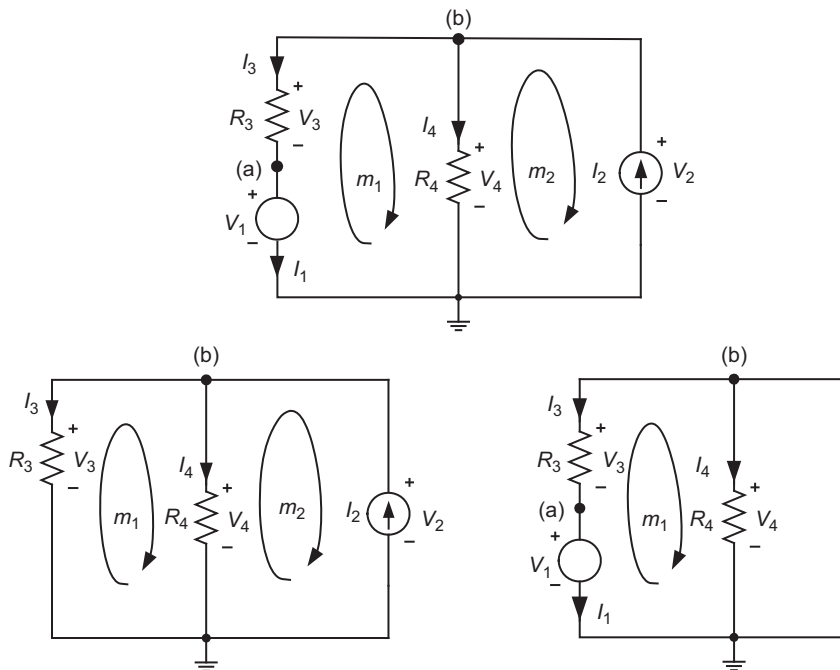 (b)
I3
+
R3 V3
−
I4
+
(a)
+
m1
R4 V4
m2
I2
+
V2
−
V1
−
−
I1
(b)
I3
+
R3 V3
−
I4
+
m1
R4 V4
−
m2
I2
+
V2
−
(b)
I3
+
R3 V3
−
I4
+
(a)
m1
R4 V4
−
+
V1
−
I1